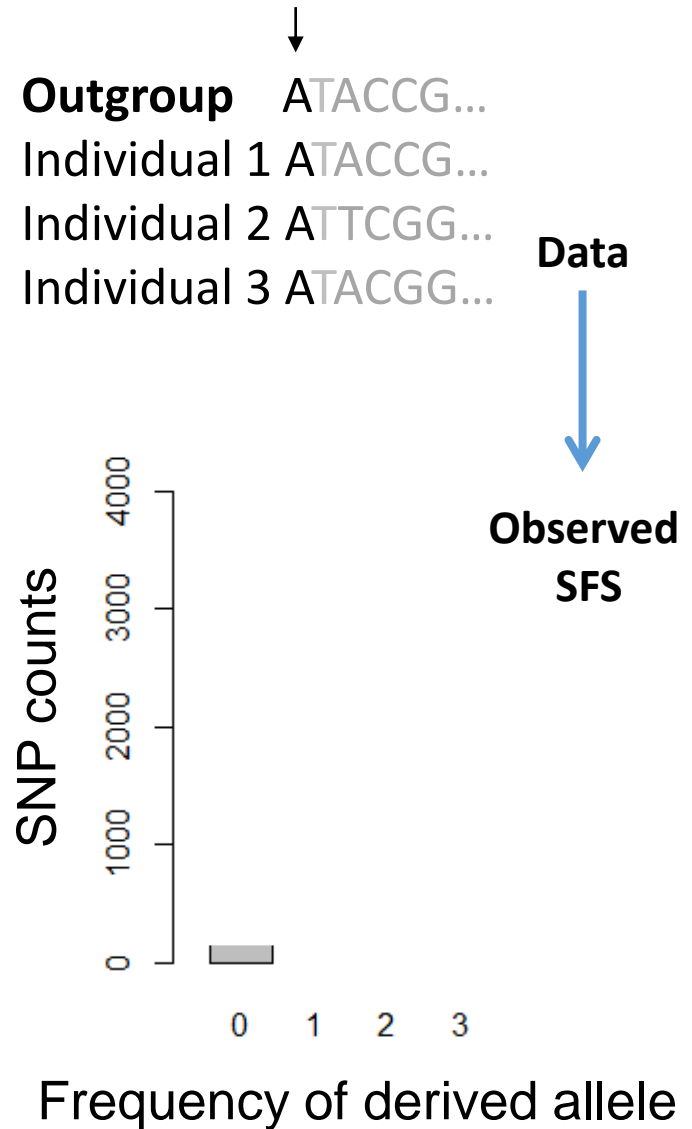 Outgroup ATACCG...
Individual 1 ATACCG...
Individual 2 ATTCGG...
Individual 3 ATACGG...
Data
Observed
SFS
SNP counts
4000
3000
2000
1000
0
0 1 2 3
Frequency of derived allele